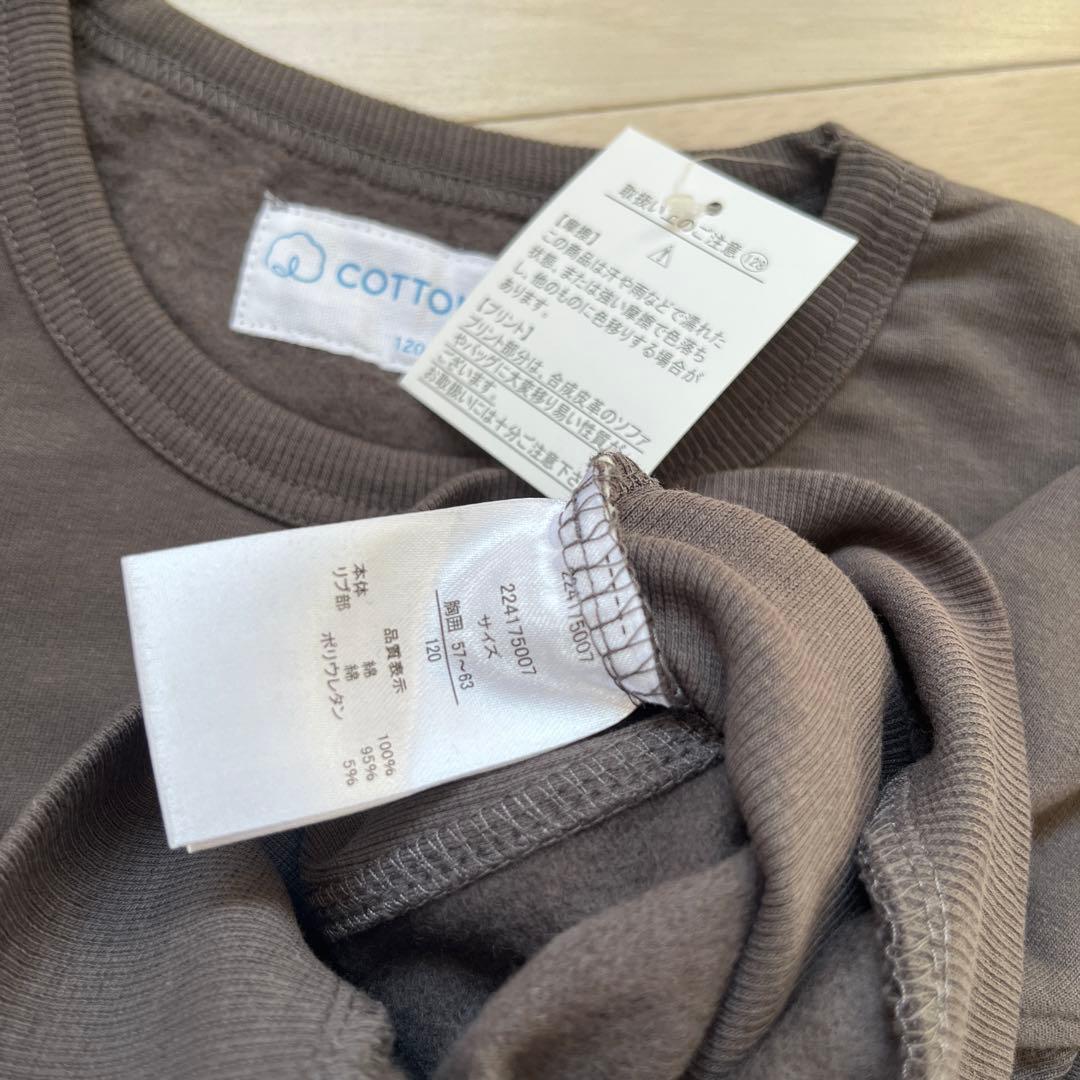 COTTO
120
取扱い上のご注意 128
【摩擦】
この商品は汗や雨などで濡れた
状態、または強い摩擦で色落ち
し、他のものに色移りする場合が
あります。
【プリント】
プリント部分は、合成皮革のソファ
やバッグに大変移り易い性質が
ございます。
お取扱いには十分ご注意下さ
224175007
224175007
サイズ
胸囲 57～63
120
品質表示
本体 綿 100%
リブ部 綿 95%
ポリウレタン 5%